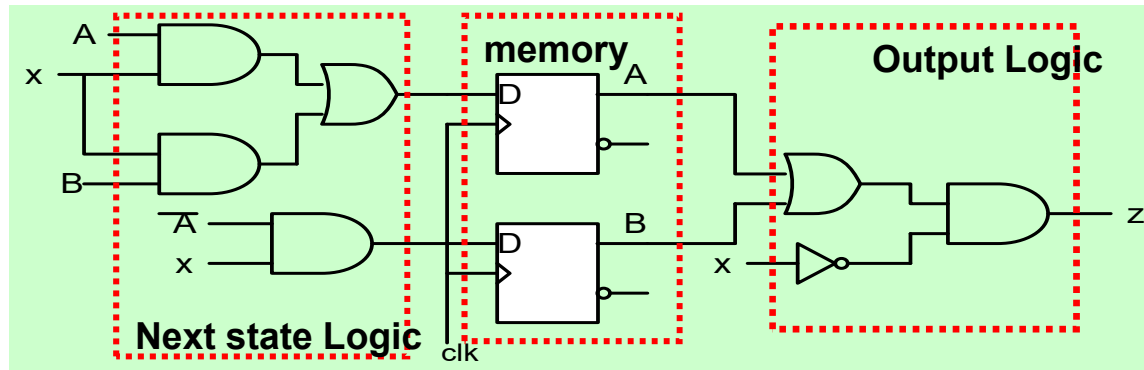 A
x
B
A̅
x
Next state Logic
memory
D
A
D
B
clk
Output Logic
x
z